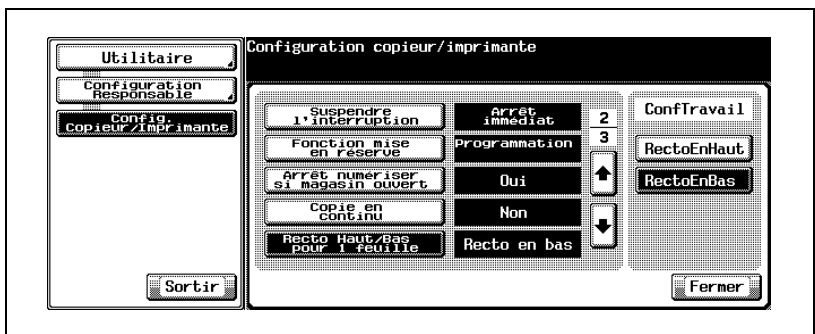 Utilitaire
Configuration
Responsable
Config.
Copieur/Imprimante
Sortir
Configuration copieur/imprimante
Suspendre
l'interruption
Arrêt
immédiat
Fonction mise
en réserve
Programmation
Arrêt numériser
si magasin ouvert
Oui
Copie en
continu
Non
Recto Haut/Bas
pour 1 feuille
Recto en bas
2
3
ConfTravail
RectoEnHaut
RectoEnBas
Fermer